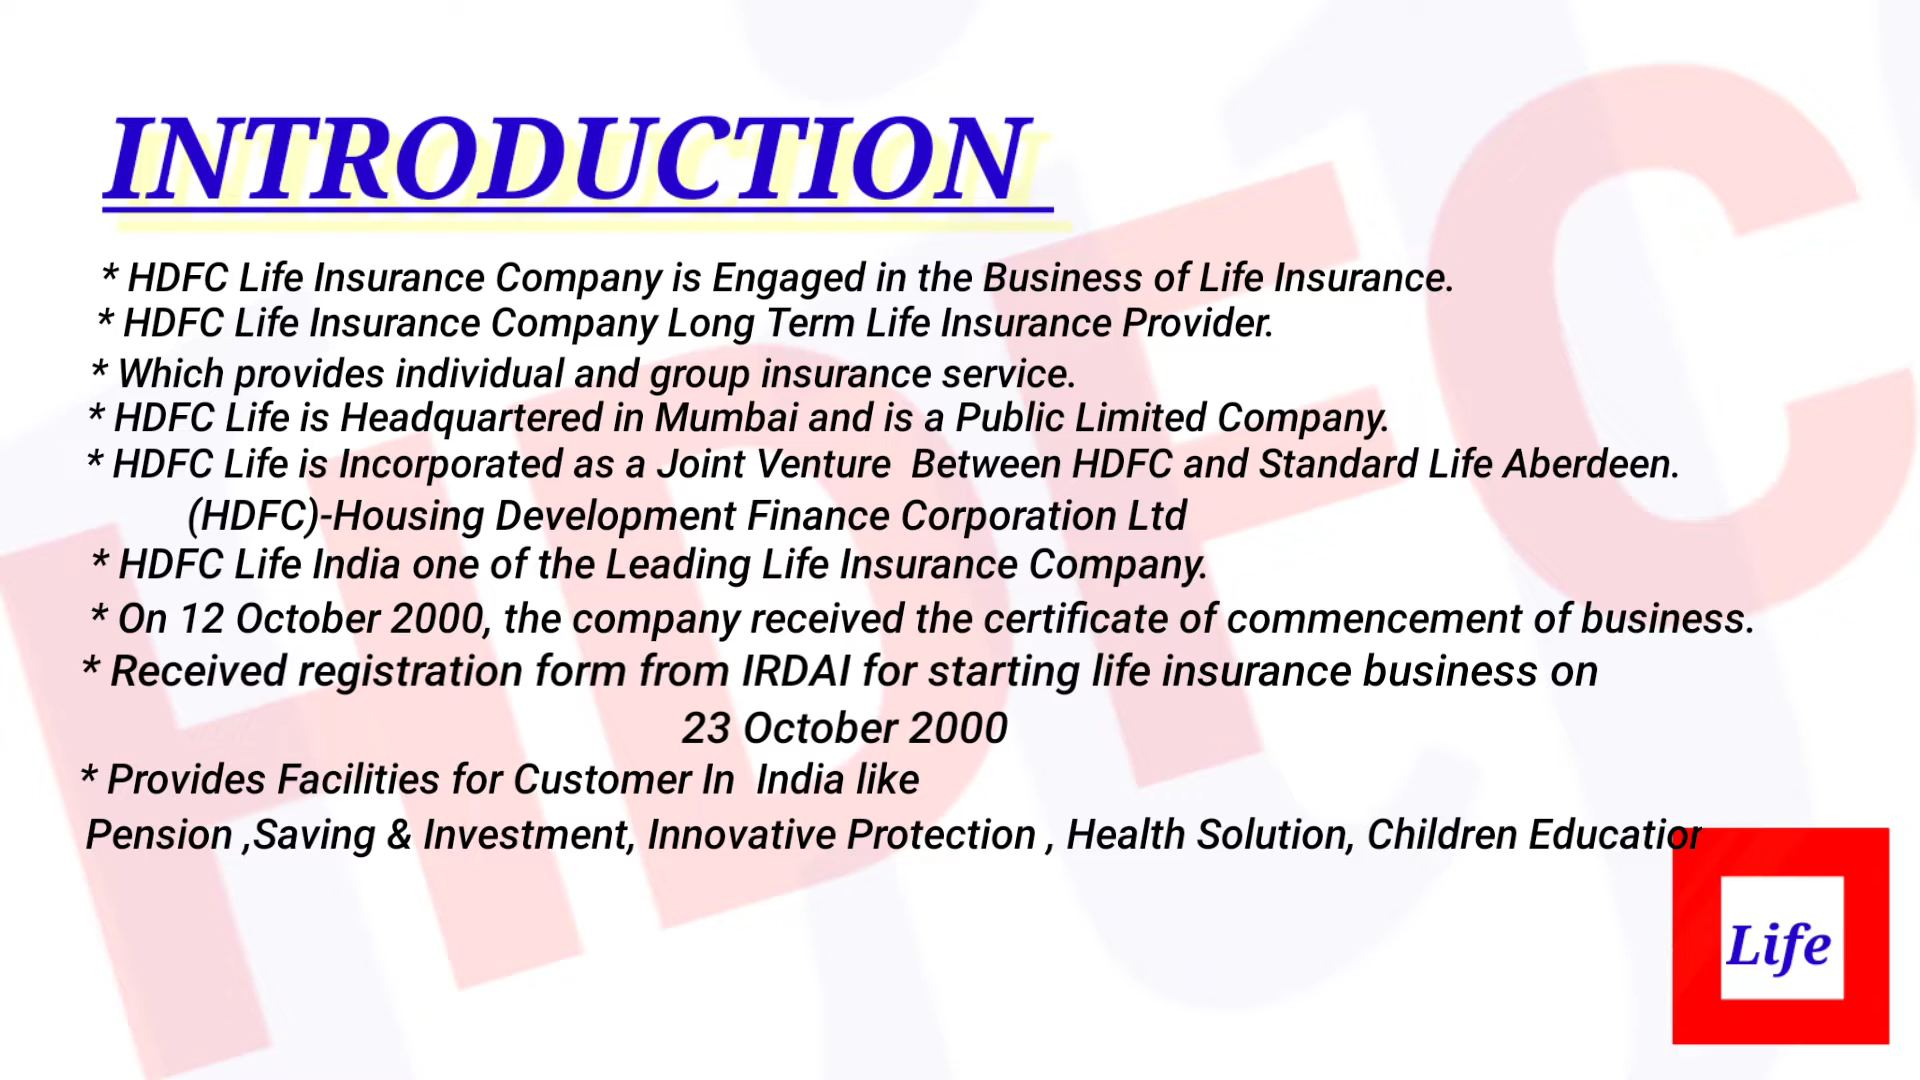 INTRODUCTION
* HDFC Life Insurance Company is Engaged in the Business of Life Insurance.
* HDFC Life Insurance Company Long Term Life Insurance Provider.
* Which provides individual and group insurance service.
* HDFC Life is Headquartered in Mumbai and is a Public Limited Company.
* HDFC Life is Incorporated as a Joint Venture Between HDFC and Standard Life Aberdeen.
(HDFC)-Housing Development Finance Corporation Ltd
* HDFC Life India one of the Leading Life Insurance Company.
* On 12 October 2000, the company received the certificate of commencement of business.
* Received registration form from IRDAI for starting life insurance business on
23 October 2000
* Provides Facilities for Customer In India like
Pension ,Saving & Investment, Innovative Protection , Health Solution, Children Education
Life
HDFC